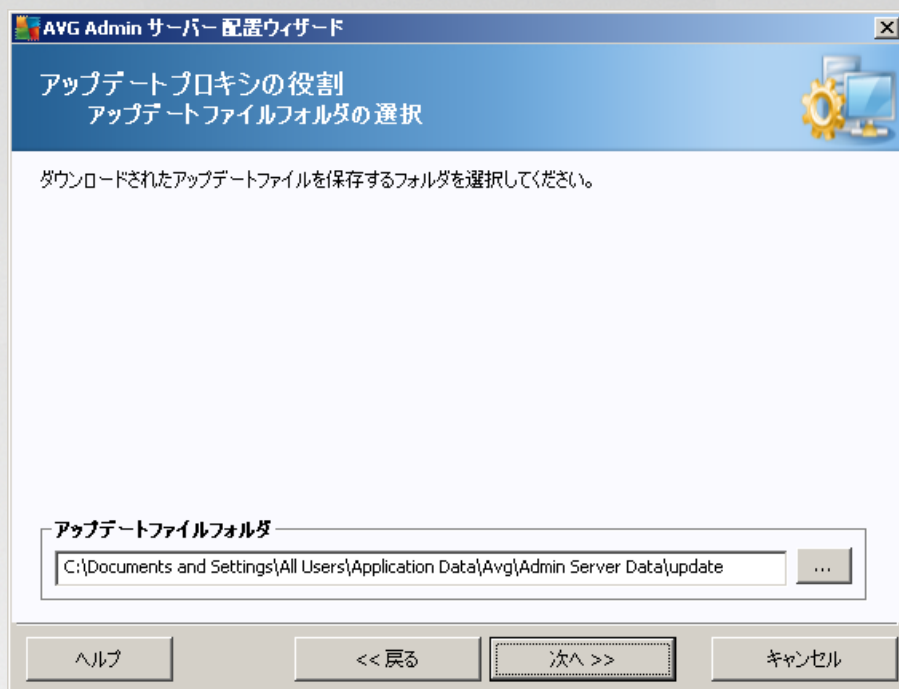 AVG Admin サーバー 配置ウィザード
アップデートプロキシの役割
アップデートファイルフォルダの選択
ダウンロードされたアップデートファイルを保存するフォルダを選択してください。
アップデートファイルフォルダ
C:\Documents and Settings\All Users\Application Data\Avg\Admin Server Data\update
...
ヘルプ
<< 戻る
次へ >>
キャンセル